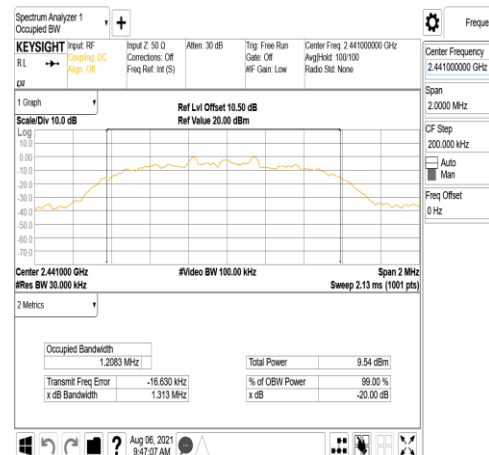 Spectrum Analyzer 1
Occupied BW
Frequ
KEYSIGHT
RL
Input: RF
Coupling: DC
Align: Off
Input Z: 50 Ω
Corrections: Off
Freq Ref: Int (S)
Atten: 30 dB
Trig: Free Run
Gate: Off
#IF Gain: Low
Center Freq: 2.441000000 GHz
Avg|Hold: 100/100
Radio Std: None
Center Frequency
2.441000000 GHz
Span
2.0000 MHz
CF Step
200.000 kHz
Auto
Man
Freq Offset
0 Hz
1 Graph
Scale/Div 10.0 dB
Ref Lvl Offset 10.50 dB
Ref Value 20.00 dBm
Log
10.0
0.00
-10.0
-20.0
-30.0
-40.0
-50.0
-60.0
-70.0
Center 2.441000 GHz
#Res BW 30.000 kHz
#Video BW 100.00 kHz
Span 2 MHz
Sweep 2.13 ms (1001 pts)
2 Metrics
Occupied Bandwidth
1.2083 MHz
Transmit Freq Error -16.630 kHz
x dB Bandwidth 1.313 MHz
Total Power 9.54 dBm
% of OBW Power 99.00 %
x dB -20.00 dB
Aug 06, 2021
9:47:07 AM